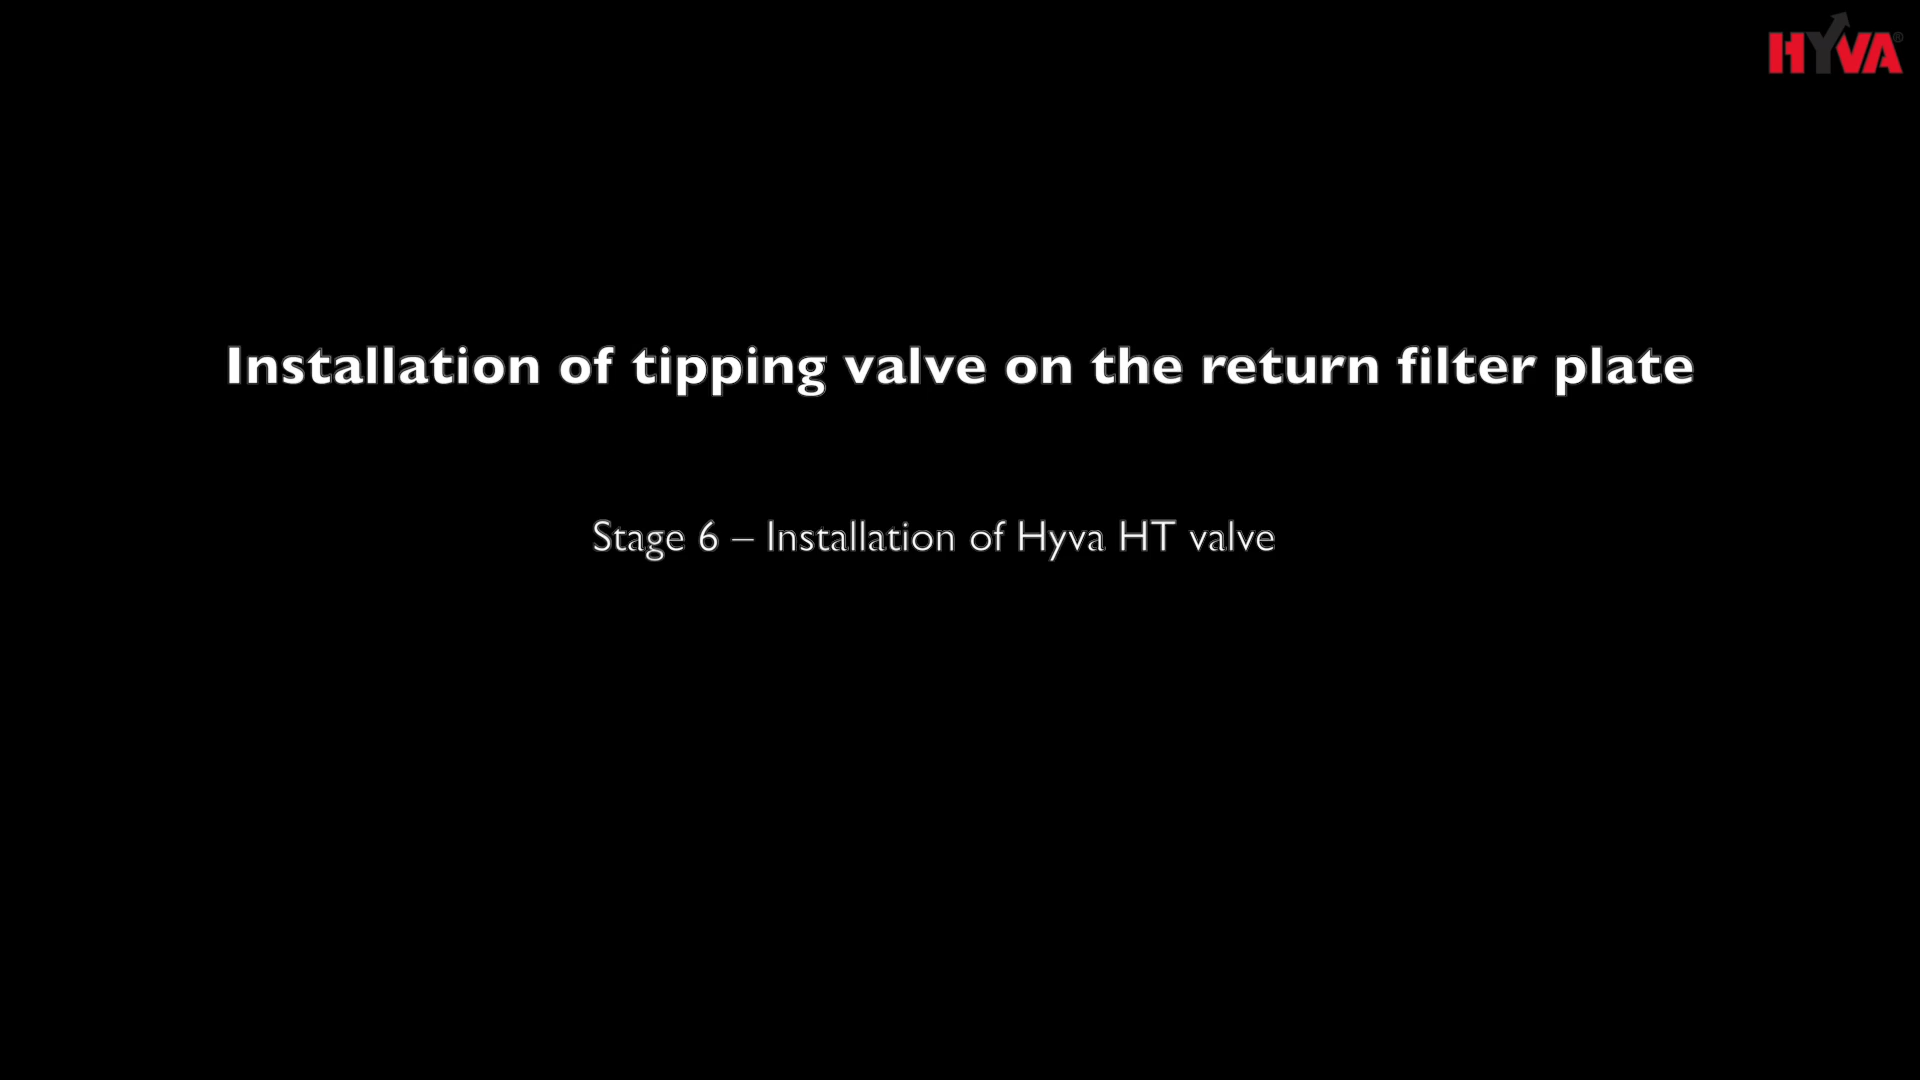 HYVA®
Installation of tipping valve on the return filter plate
Stage 6 – Installation of Hyva HT valve